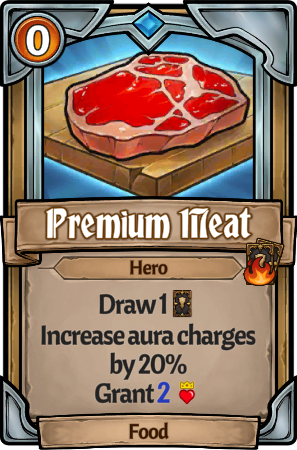 0
Premium Meat
Hero
Draw 1
Increase aura charges
by 20%
Grant 2
Food